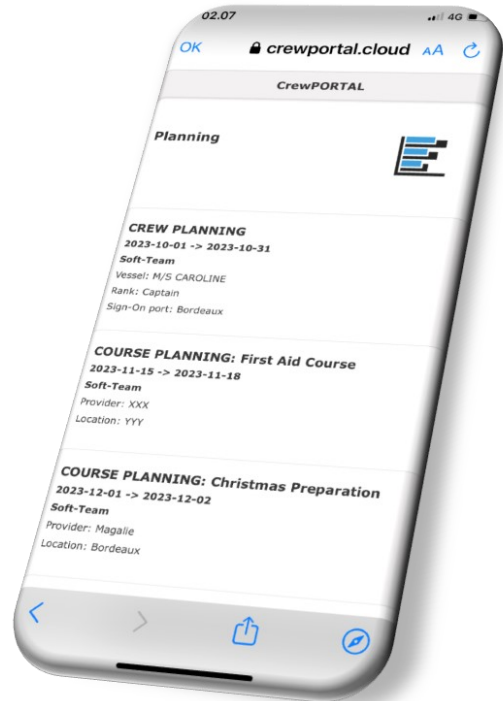 02.07 4G
OK crewportal.cloud AA
CrewPORTAL
Planning
CREW PLANNING
2023-10-01 -> 2023-10-31
Soft-Team
Vessel: M/S CAROLINE
Rank: Captain
Sign-On port: Bordeaux
COURSE PLANNING: First Aid Course
2023-11-15 -> 2023-11-18
Soft-Team
Provider: XXX
Location: YYY
COURSE PLANNING: Christmas Preparation
2023-12-01 -> 2023-12-02
Soft-Team
Provider: Magalie
Location: Bordeaux